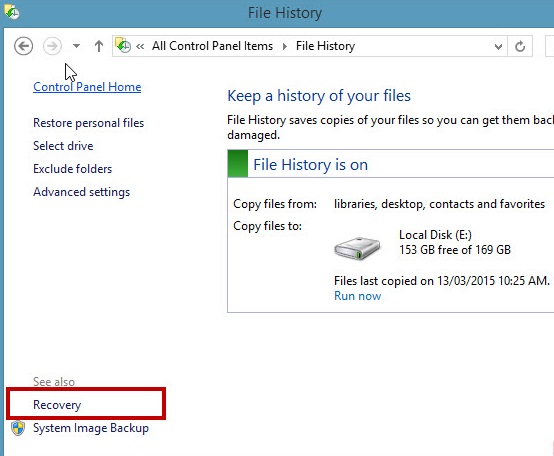 File History
All Control Panel Items File History
Control Panel Home
Restore personal files
Select drive
Exclude folders
Advanced settings
Keep a history of your files
File History saves copies of your files so you can get them back
damaged.
File History is on
Copy files from: libraries, desktop, contacts and favorites
Copy files to:
Local Disk (E:)
153 GB free of 169 GB
Files last copied on 13/03/2015 10:25 AM.
Run now
See also
Recovery
System Image Backup